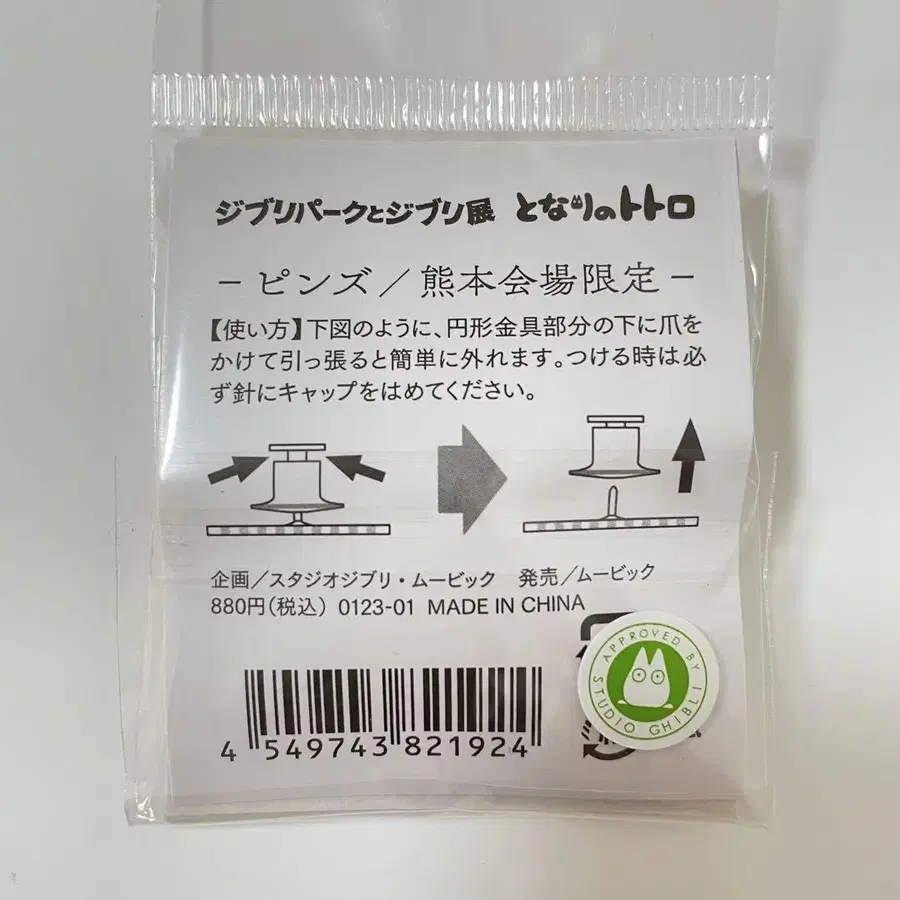 ジブリパークとジブリ展 となりのトトロ
– ピンズ／熊本会場限定 –
【使い方】下図のように、円形金具部分の下に爪を
かけて引っ張ると簡単に外れます。つける時は必
ず針にキャップをはめてください。
企画／スタジオジブリ・ムービック 発売／ムービック
880円(税込) 0123-01 MADE IN CHINA
APPROVED BY
STUDIO GHIBLI
4 549743 821924